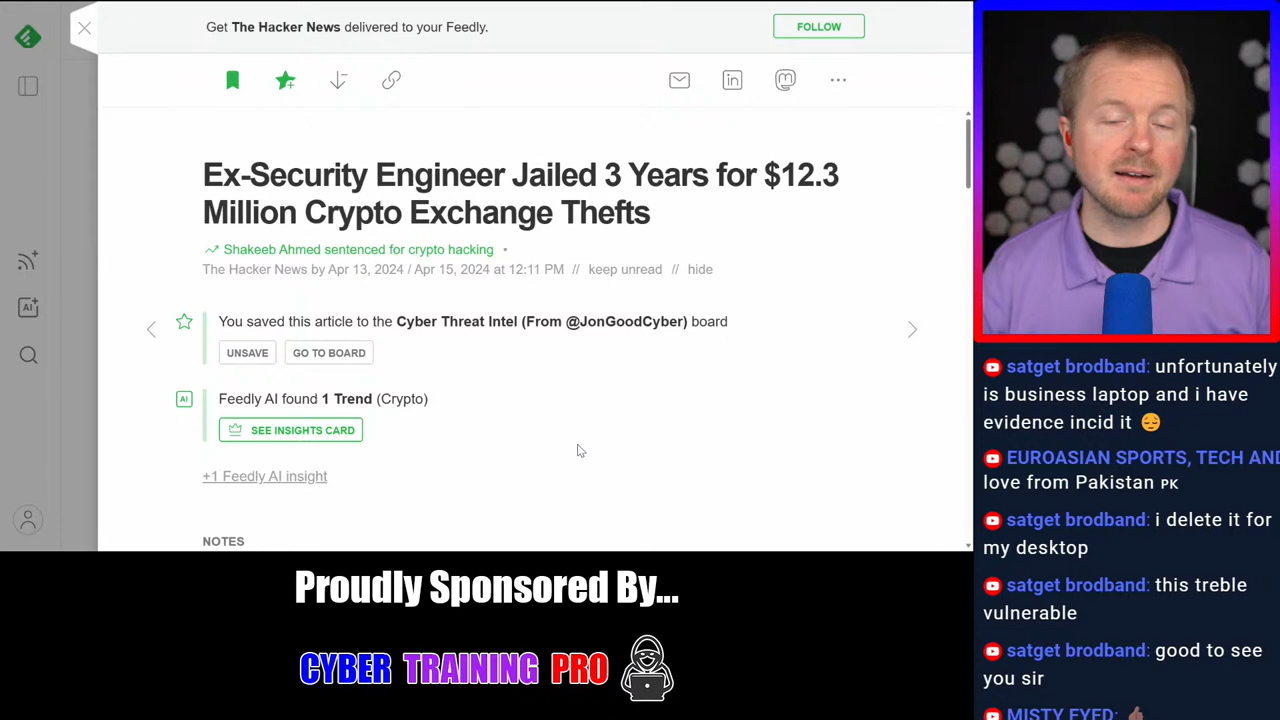 Get The Hacker News delivered to your Feedly.
FOLLOW
Ex-Security Engineer Jailed 3 Years for $12.3
Million Crypto Exchange Thefts
Shakeeb Ahmed sentenced for crypto hacking •
The Hacker News by Apr 13, 2024 / Apr 15, 2024 at 12:11 PM // keep unread // hide
You saved this article to the Cyber Threat Intel (From @JonGoodCyber) board
UNSAVE GO TO BOARD
AI Feedly AI found 1 Trend (Crypto)
SEE INSIGHTS CARD
+1 Feedly AI insight
NOTES
AI+
Proudly Sponsored By...
CYBER TRAINING PRO
satget brodband: unfortunately
is business laptop and i have
evidence incid it 😔
EUROASIAN SPORTS, TECH AND
love from Pakistan PK
satget brodband: i delete it for
my desktop
satget brodband: this treble
vulnerable
satget brodband: good to see
you sir
MISTY EYED: